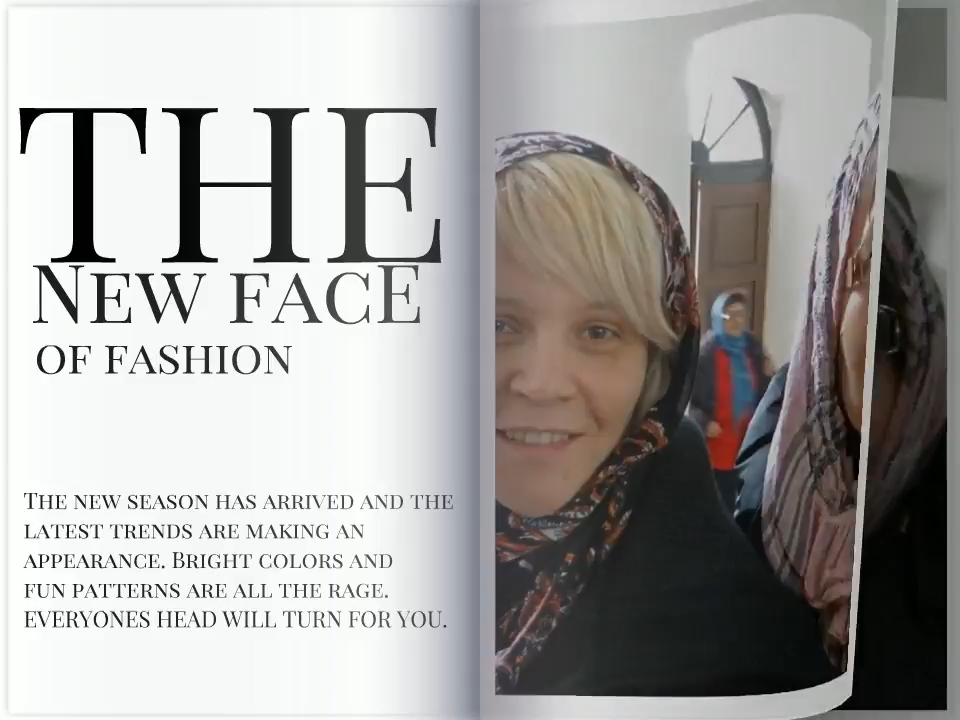 THE
NEW FACE
OF FASHION
THE NEW SEASON HAS ARRIVED AND THE
LATEST TRENDS ARE MAKING AN
APPEARANCE. BRIGHT COLORS AND
FUN PATTERNS ARE ALL THE RAGE.
EVERYONES HEAD WILL TURN FOR YOU.